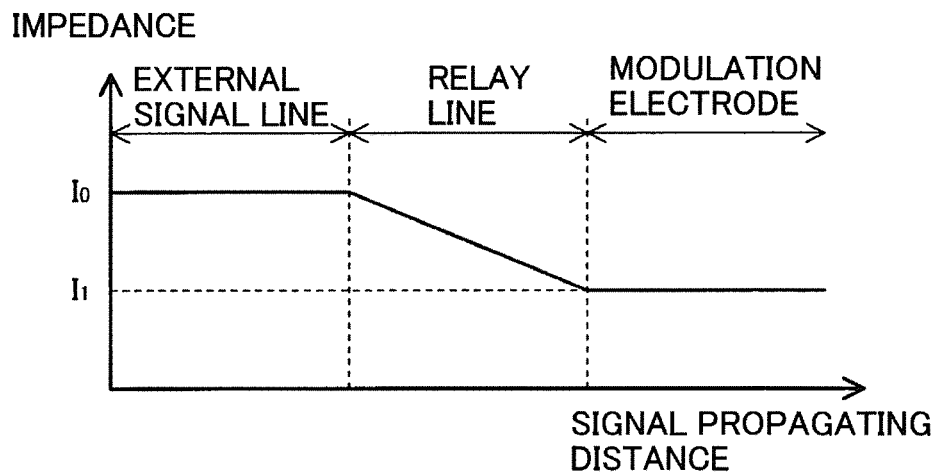 IMPEDANCE
EXTERNAL
SIGNAL LINE
RELAY
LINE
MODULATION
ELECTRODE
I0
I1
SIGNAL PROPAGATING
DISTANCE